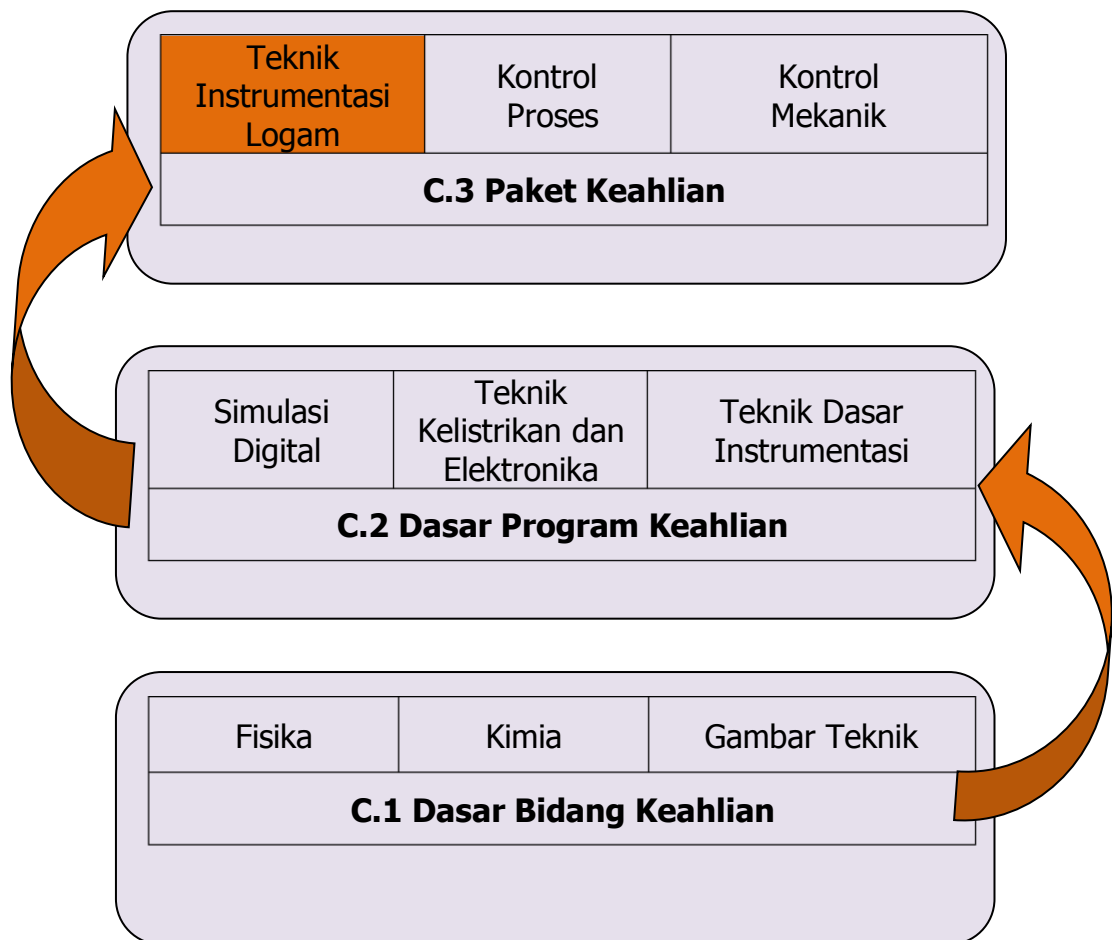 Teknik
Instrumentasi
Logam
Kontrol
Proses
Kontrol
Mekanik
C.3 Paket Keahlian
Simulasi
Digital
Teknik
Kelistrikan dan
Elektronika
Teknik Dasar
Instrumentasi
C.2 Dasar Program Keahlian
Fisika
Kimia
Gambar Teknik
C.1 Dasar Bidang Keahlian